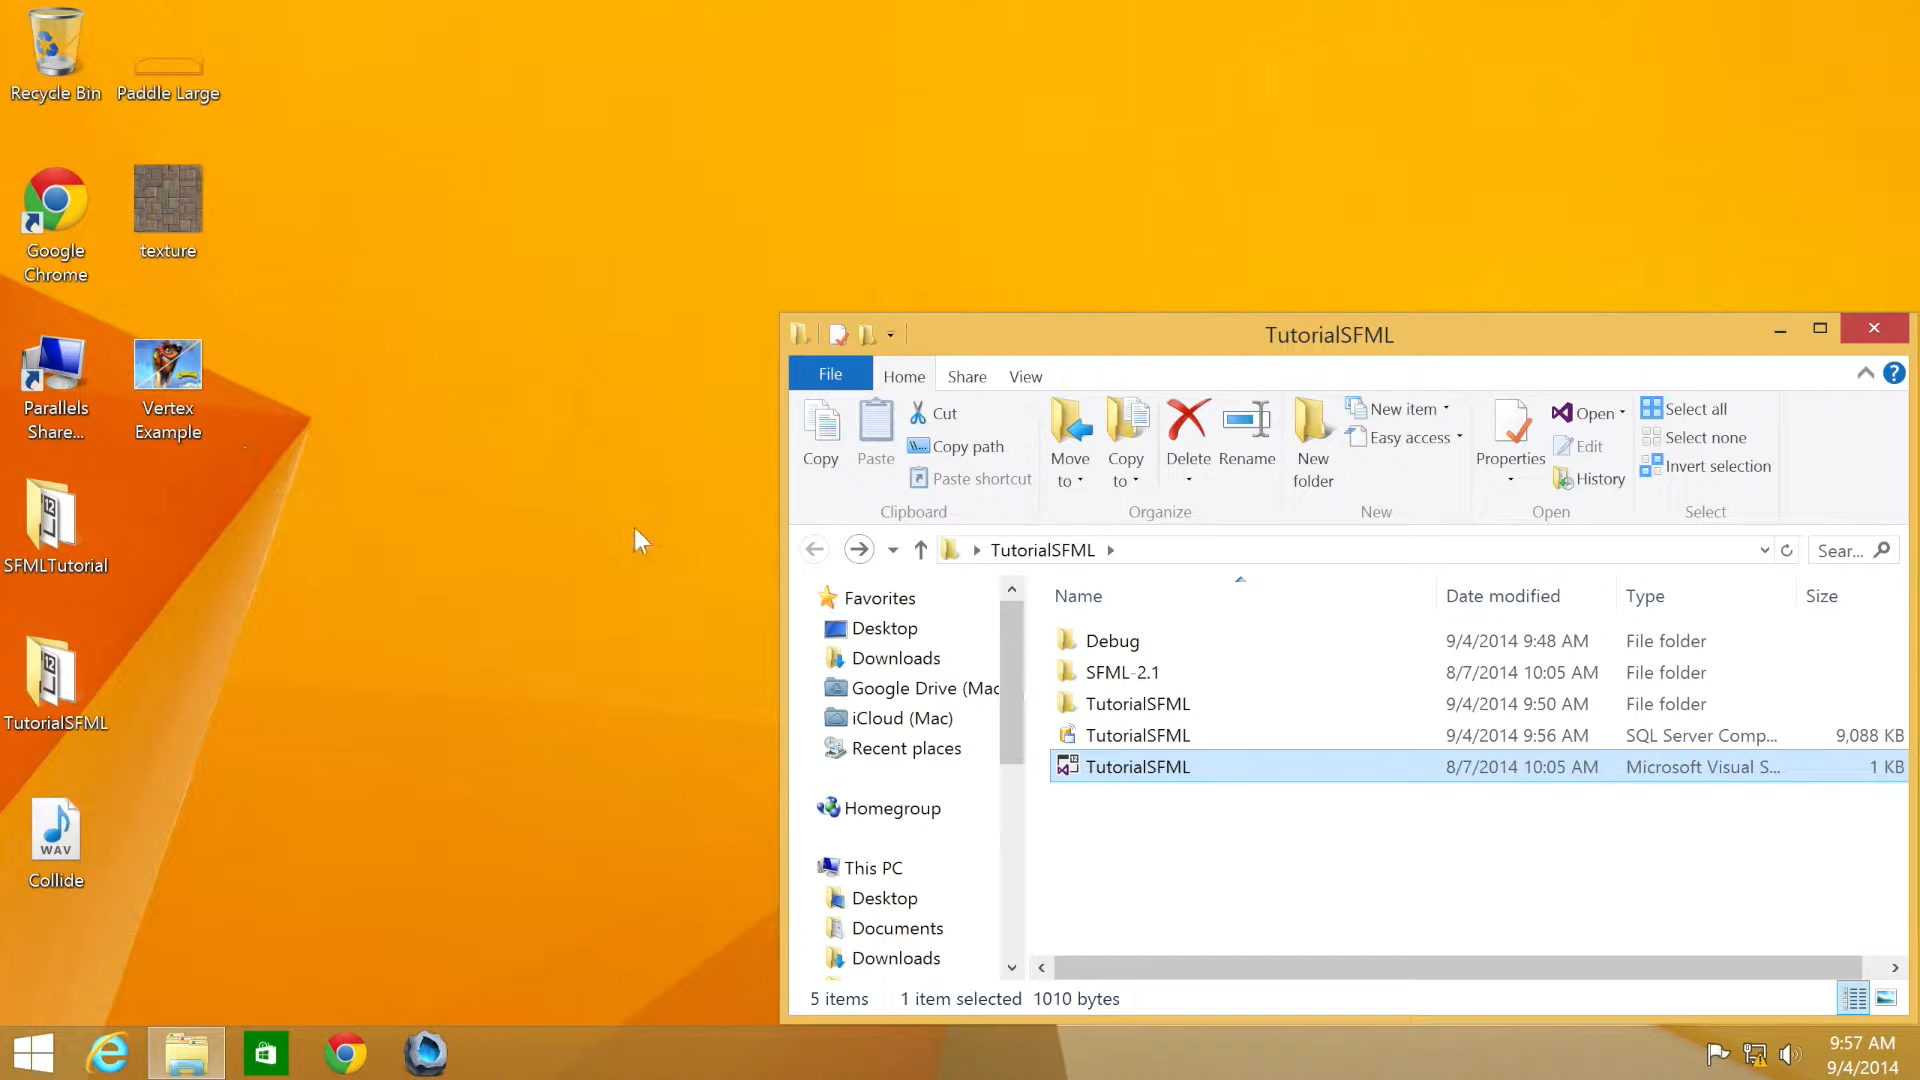 Recycle Bin
Paddle Large
Google
Chrome
texture
Parallels
Share...
Vertex
Example
12
SFMLTutorial
12
TutorialSFML
WAV
Collide
TutorialSFML
File
Home
Share
View
?
Copy
Paste
Cut
Copy path
Paste shortcut
Clipboard
Move
to
Copy
to
Delete
Rename
Organize
New
folder
New item
Easy access
New
Properties
Open
Edit
History
Open
Select all
Select none
Invert selection
Select
TutorialSFML
Sear...
Favorites
Desktop
Downloads
Google Drive (Mac
iCloud (Mac)
Recent places
Homegroup
This PC
Desktop
Documents
Downloads
Name Date modified Type Size
Debug 9/4/2014 9:48 AM File folder
SFML-2.1 8/7/2014 10:05 AM File folder
TutorialSFML 9/4/2014 9:50 AM File folder
TutorialSFML 9/4/2014 9:56 AM SQL Server Comp... 9,088 KB
TutorialSFML 8/7/2014 10:05 AM Microsoft Visual S... 1 KB
5 items 1 item selected 1010 bytes
9:57 AM
9/4/2014